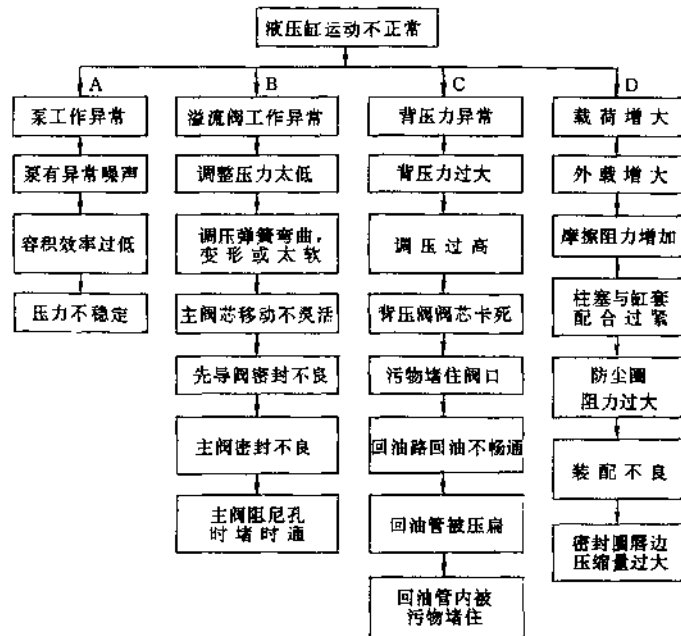 液压缸运动不正常
A
B
C
D
泵工作异常
泵有异常噪声
容积效率过低
压力不稳定
溢流阀工作异常
调整压力太低
调压弹簧弯曲，
变形或太软
主阀芯移动不灵活
先导阀密封不良
主阀密封不良
主阀阻尼孔
时堵时通
背压力异常
背压力过大
调压过高
背压阀阀芯卡死
污物堵住阀口
回油路回油不畅通
回油管被压扁
回油管内被
污物堵住
载荷增大
外载增大
摩擦阻力增加
柱塞与缸套
配合过紧
防尘圈
阻力过大
装配不良
密封圈唇边
压缩量过大